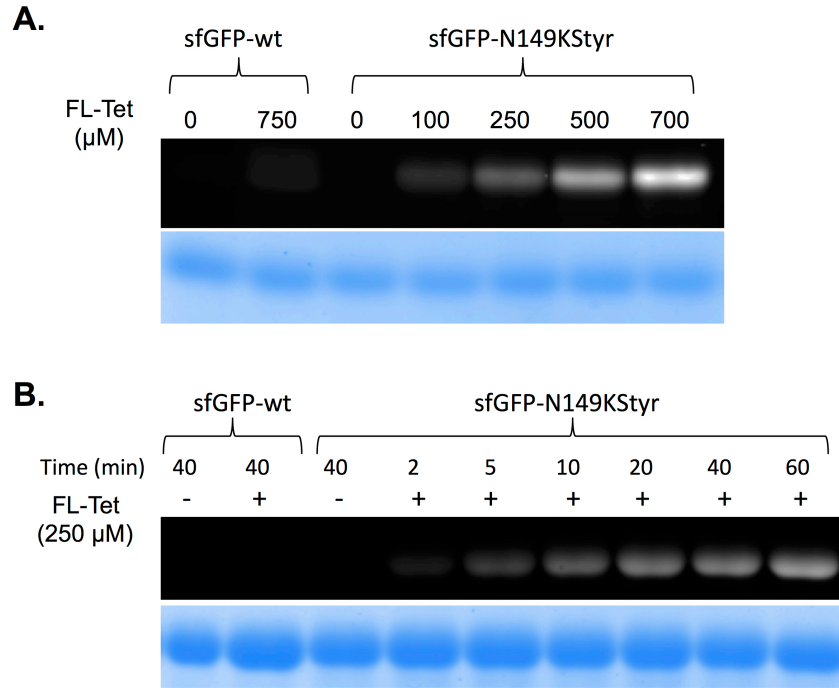 A.
sfGFP-wt sfGFP-N149KStyr
FL-Tet
(µM)
0 750 0 100 250 500 700
B.
sfGFP-wt sfGFP-N149KStyr
Time (min) 40 40 40 2 5 10 20 40 60
FL-Tet - + - + + + + + +
(250 µM)